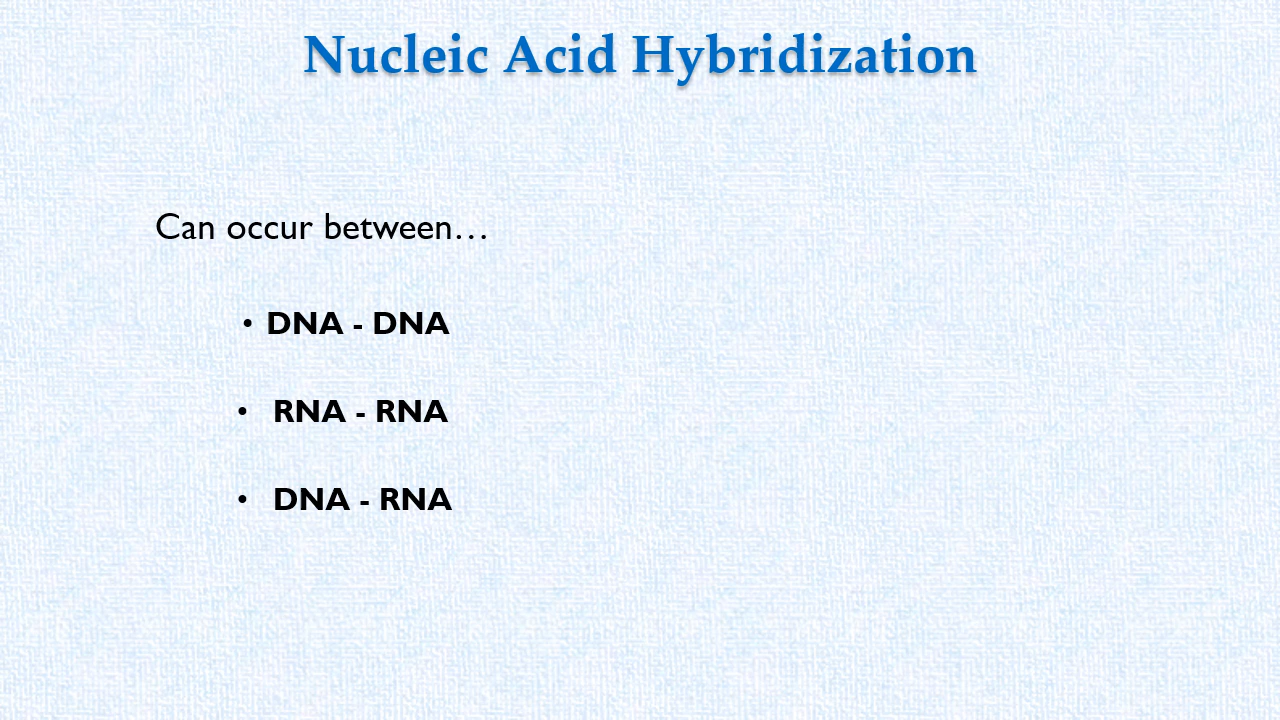 Nucleic Acid Hybridization
Can occur between…
• DNA - DNA
• RNA - RNA
• DNA - RNA